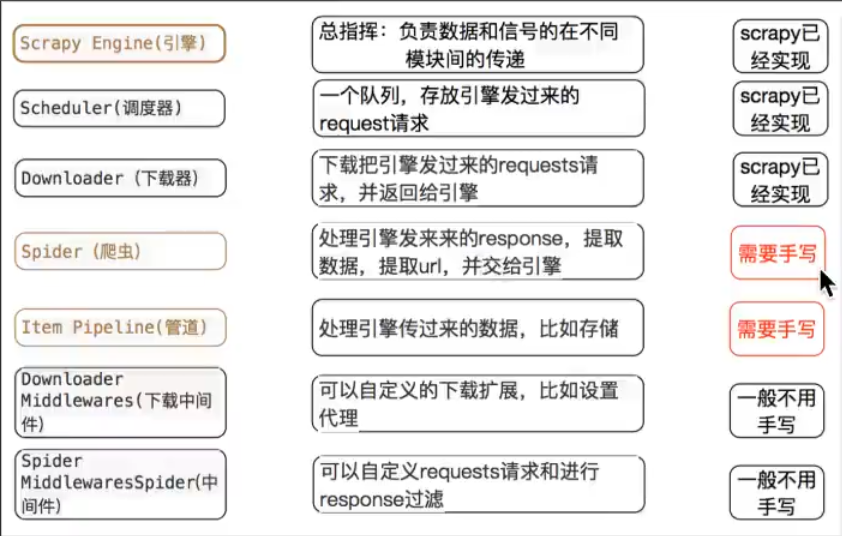 Scrapy Engine(引擎)
总指挥：负责数据和信号的在不同
模块间的传递
scrapy已
经实现
Scheduler(调度器)
一个队列，存放引擎发过来的
request请求
scrapy已
经实现
Downloader（下载器）
下载把引擎发过来的requests请
求，并返回给引擎
scrapy已
经实现
Spider（爬虫）
处理引擎发来来的response，提取
数据，提取url，并交给引擎
需要手写
Item Pipeline(管道)
处理引擎传过来的数据，比如存储
需要手写
Downloader
Middlewares(下载中间
件)
可以自定义的下载扩展，比如设置
代理
一般不用
手写
Spider
MiddlewaresSpider(中
间件)
可以自定义requests请求和进行
response过滤
一般不用
手写